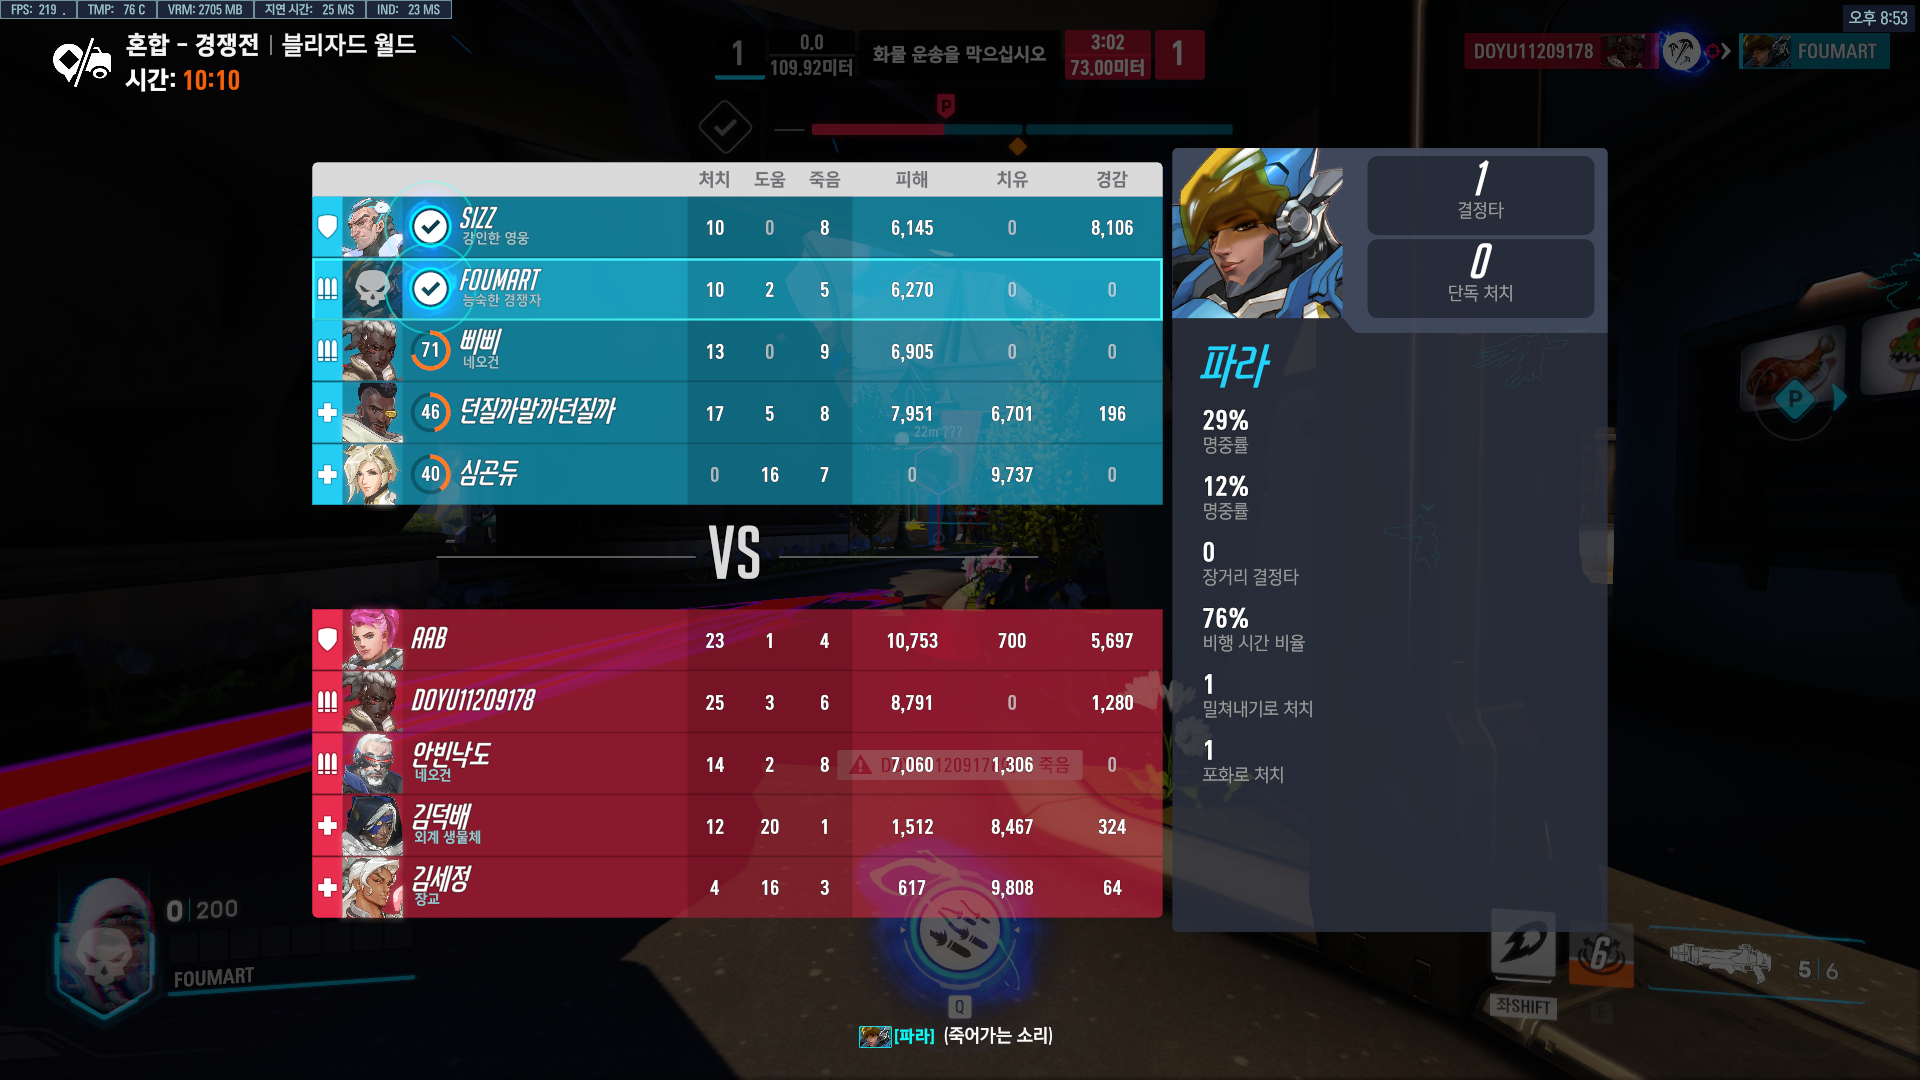 FPS: 219 . TMP: 76 C VRM: 2705 MB 지연 시간: 25 MS IND: 23 MS
오후 8:53
혼합 - 경쟁전 | 블리자드 월드
시간: 10:10
1 0.0 109.92미터 화물 운송을 막으십시오 3:02 73.00미터 1
DOYU11209178 FOUMART
P
처치 도움 죽음 피해 치유 경감
SIZZ 10 0 8 6,145 0 8,106
강인한 영웅
FOUMART 10 2 5 6,270 0 0
능숙한 경쟁자
71 삐삐 13 0 9 6,905 0 0
네오건
46 던질까말까던질까 17 5 8 7,951 6,701 196
22m ???
40 심곤듀 0 16 7 0 9,737 0
VS
AAB 23 1 4 10,753 700 5,697
DOYU11209178 25 3 6 8,791 0 1,280
안빈낙도 14 2 8 7,060 1,306 0
네오건
죽음
김덕배 12 20 1 1,512 8,467 324
외계 생물체
김세정 4 16 3 617 9,808 64
장교
1
결정타
0
단독 처치
파라
29%
명중률
12%
명중률
0
장거리 결정타
76%
비행 시간 비율
1
밀쳐내기로 처치
1
포화로 처치
P
0 | 200
FOUMART
Q
6
5 | 6
좌SHIFT
E
[파라] (죽어가는 소리)